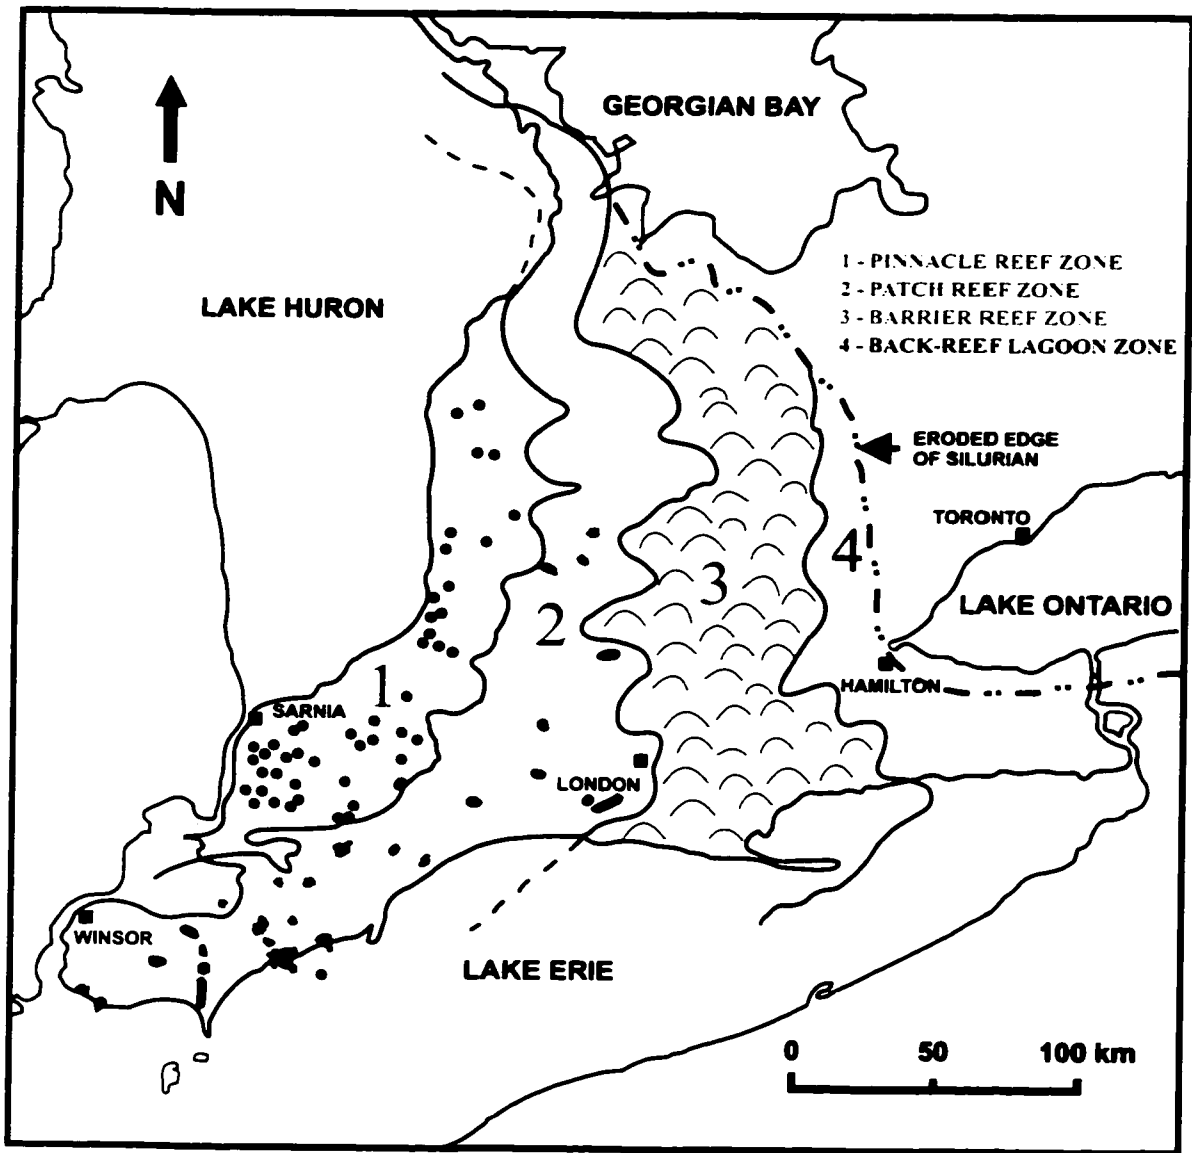 GEORGIAN BAY
N
LAKE HURON
1 - PINNACLE REEF ZONE
2 - PATCH REEF ZONE
3 - BARRIER REEF ZONE
4 - BACK-REEF LAGOON ZONE
ERODED EDGE
OF SILURIAN
TORONTO
4
3
LAKE ONTARIO
2
HAMILTON
1
SARNIA
LONDON
WINSOR
LAKE ERIE
0 50 100 km